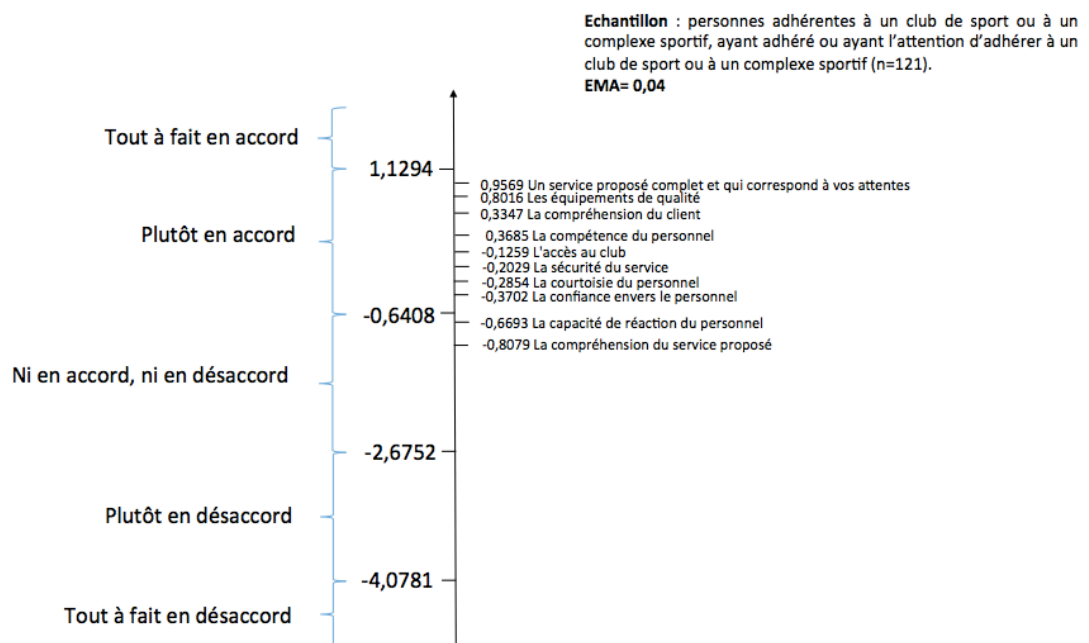 Echantillon : personnes adhérentes à un club de sport ou à un
complexe sportif, ayant adhéré ou ayant l’attention d’adhérer à un
club de sport ou à un complexe sportif (n=121).
EMA= 0,04
Tout à fait en accord
1,1294
0,9569 Un service proposé complet et qui correspond à vos attentes
0,8016 Les équipements de qualité
0,3347 La compréhension du client
Plutôt en accord
0,3685 La compétence du personnel
-0,1259 L'accès au club
-0,2029 La sécurité du service
-0,2854 La courtoisie du personnel
-0,3702 La confiance envers le personnel
-0,6408
-0,6693 La capacité de réaction du personnel
-0,8079 La compréhension du service proposé
Ni en accord, ni en désaccord
-2,6752
Plutôt en désaccord
-4,0781
Tout à fait en désaccord